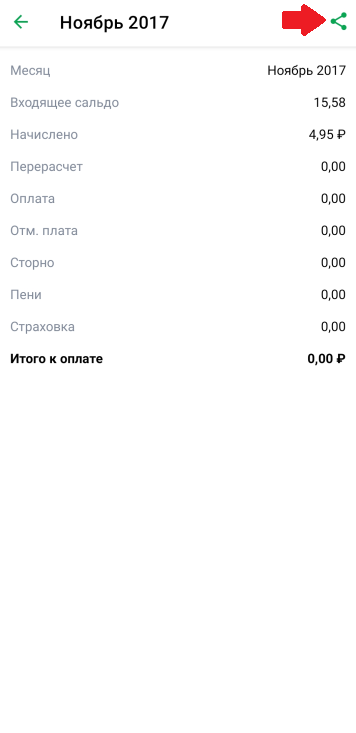 Ноябрь 2017
Месяц Ноябрь 2017
Входящее сальдо 15,58
Начислено 4,95 ₽
Перерасчет 0,00
Оплата 0,00
Отм. плата 0,00
Сторно 0,00
Пени 0,00
Страховка 0,00
Итого к оплате 0,00 ₽